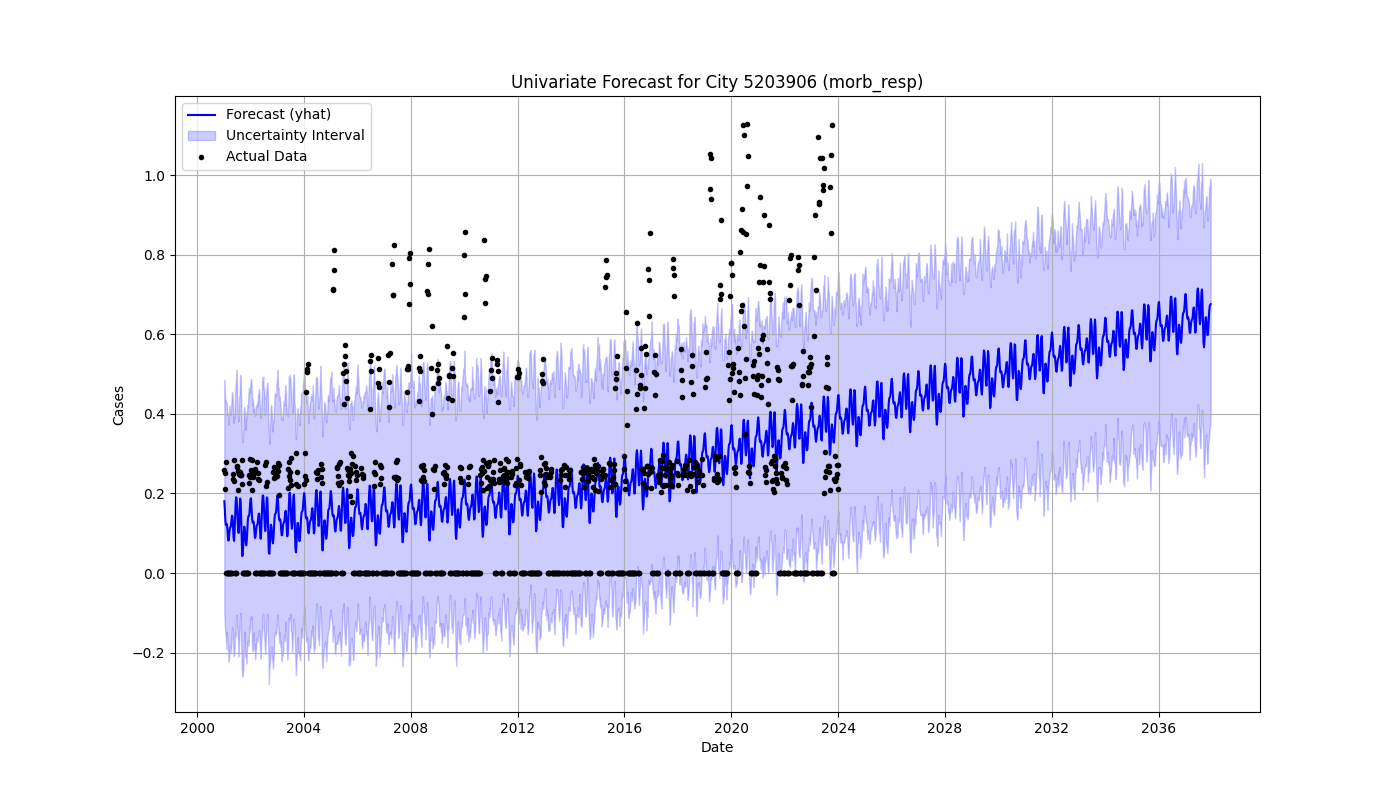 Univariate Forecast for City 5203906 (morb_resp)
Forecast (yhat)
Uncertainty Interval
Actual Data
Cases
1.0
0.8
0.6
0.4
0.2
0.0
−0.2
2000 2004 2008 2012 2016 2020 2024 2028 2032 2036
Date